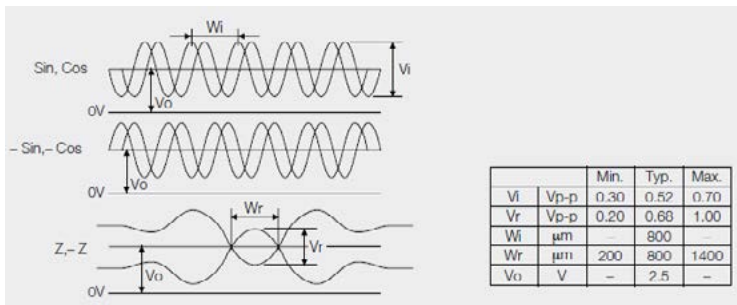 Wi
Sin, Cos
Vi
Vo
0V
– Sin,– Cos
Vo
0V
Wr
Z,– Z
Vr
Vo
0V
Min. Typ. Max.
Vi Vp-p 0.30 0.52 0.70
Vr Vp-p 0.20 0.68 1.00
Wi μm – 800 –
Wr μm 200 800 1400
Vo V – 2.5 –